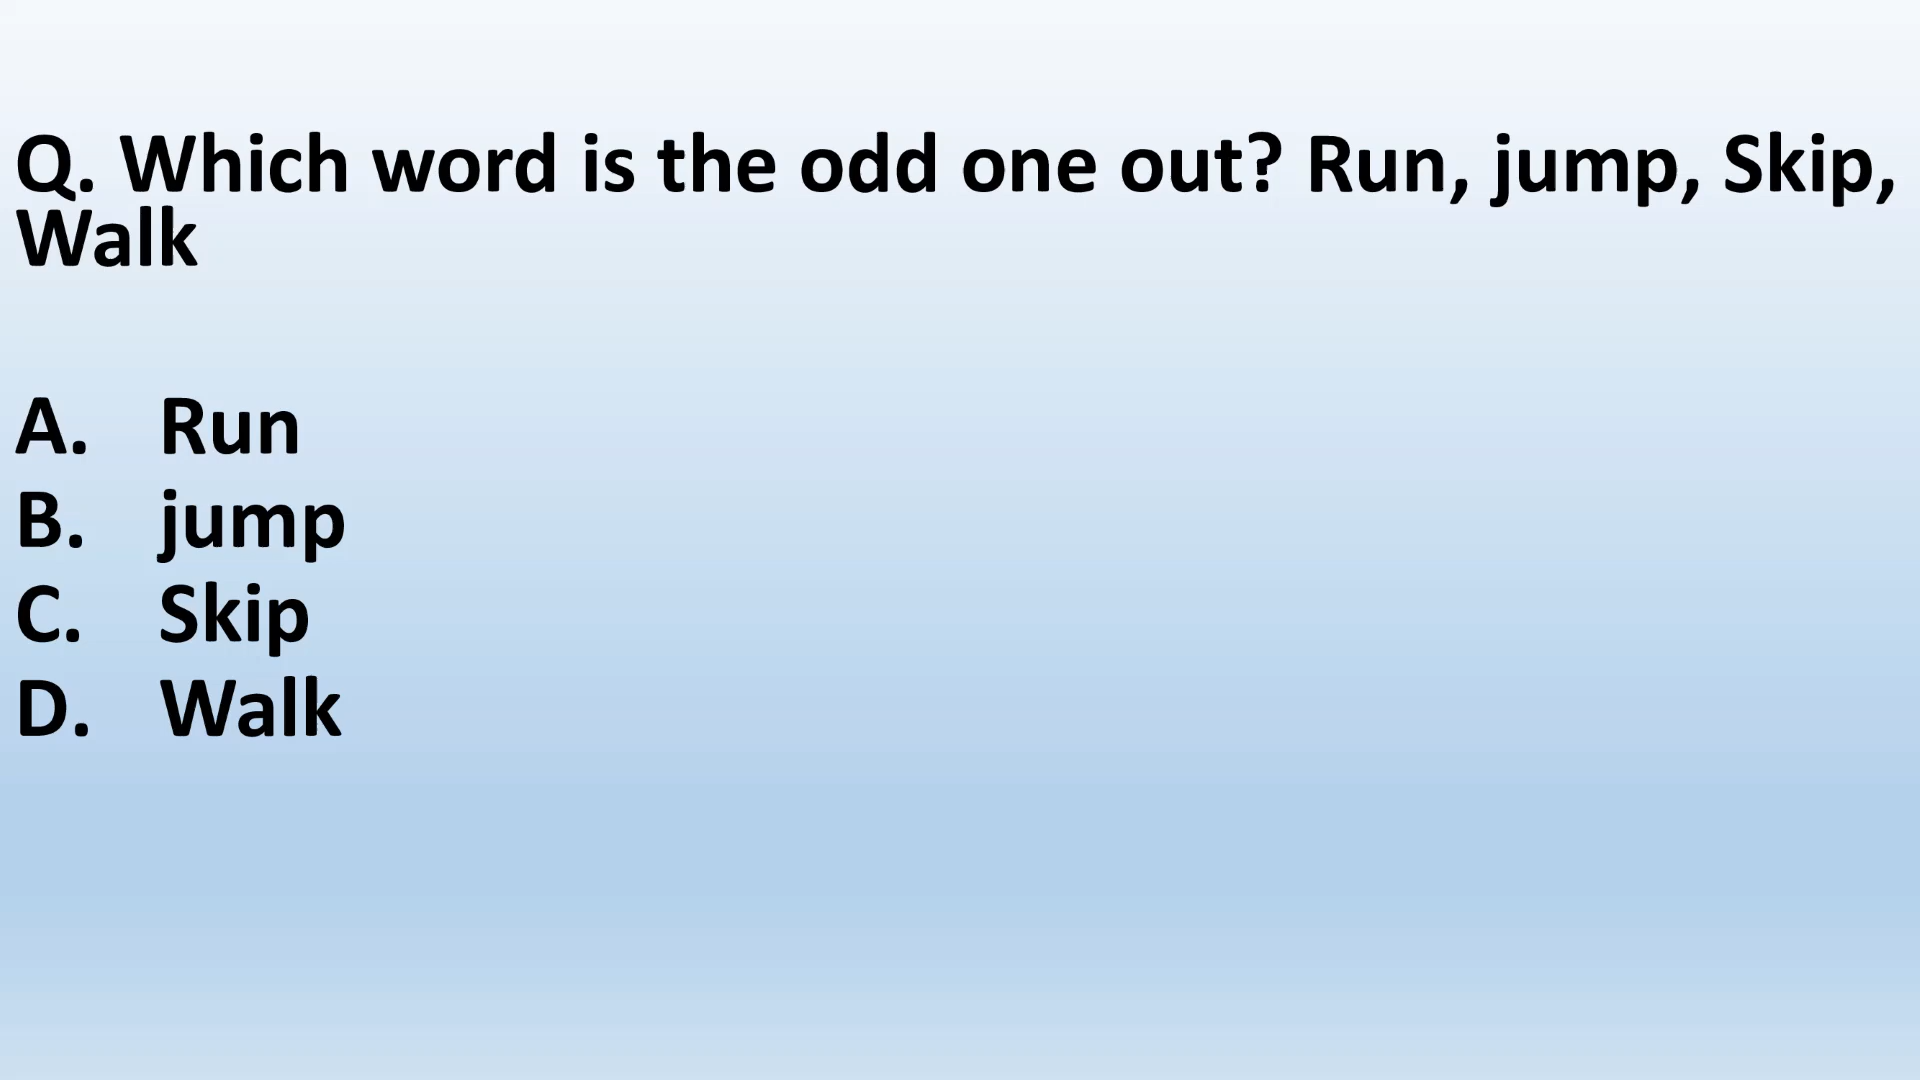 Q. Which word is the odd one out? Run, jump, Skip,
Walk
A. Run
B. jump
C. Skip
D. Walk